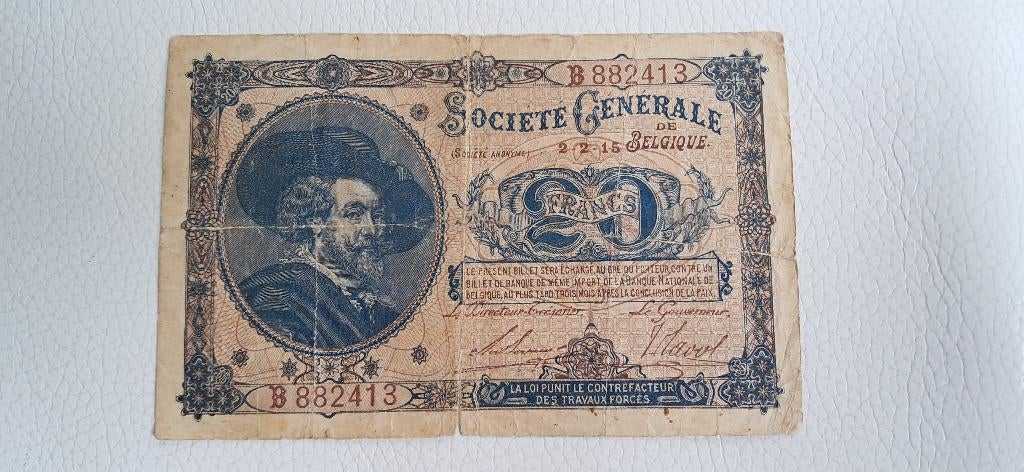 B 882413
SOCIETE GENERALE
DE
BELGIQUE.
(SOCIÉTÉ ANONYME) 2-2-15
20
FRANCS
LE PRESENT BILLET SERA ÉCHANGÉ AU GRÉ DU PORTEUR, CONTRE UN
BILLET DE BANQUE DE MÊME IMPORT DE LA BANQUE NATIONALE DE
BELGIQUE, AU PLUS TARD TROIS MOIS APRÈS LA CONCLUSION DE LA PAIX.
Le Directeur-Trésorier Le Gouverneur,
B 882413
LA LOI PUNIT LE CONTREFACTEUR
DES TRAVAUX FORCÉS